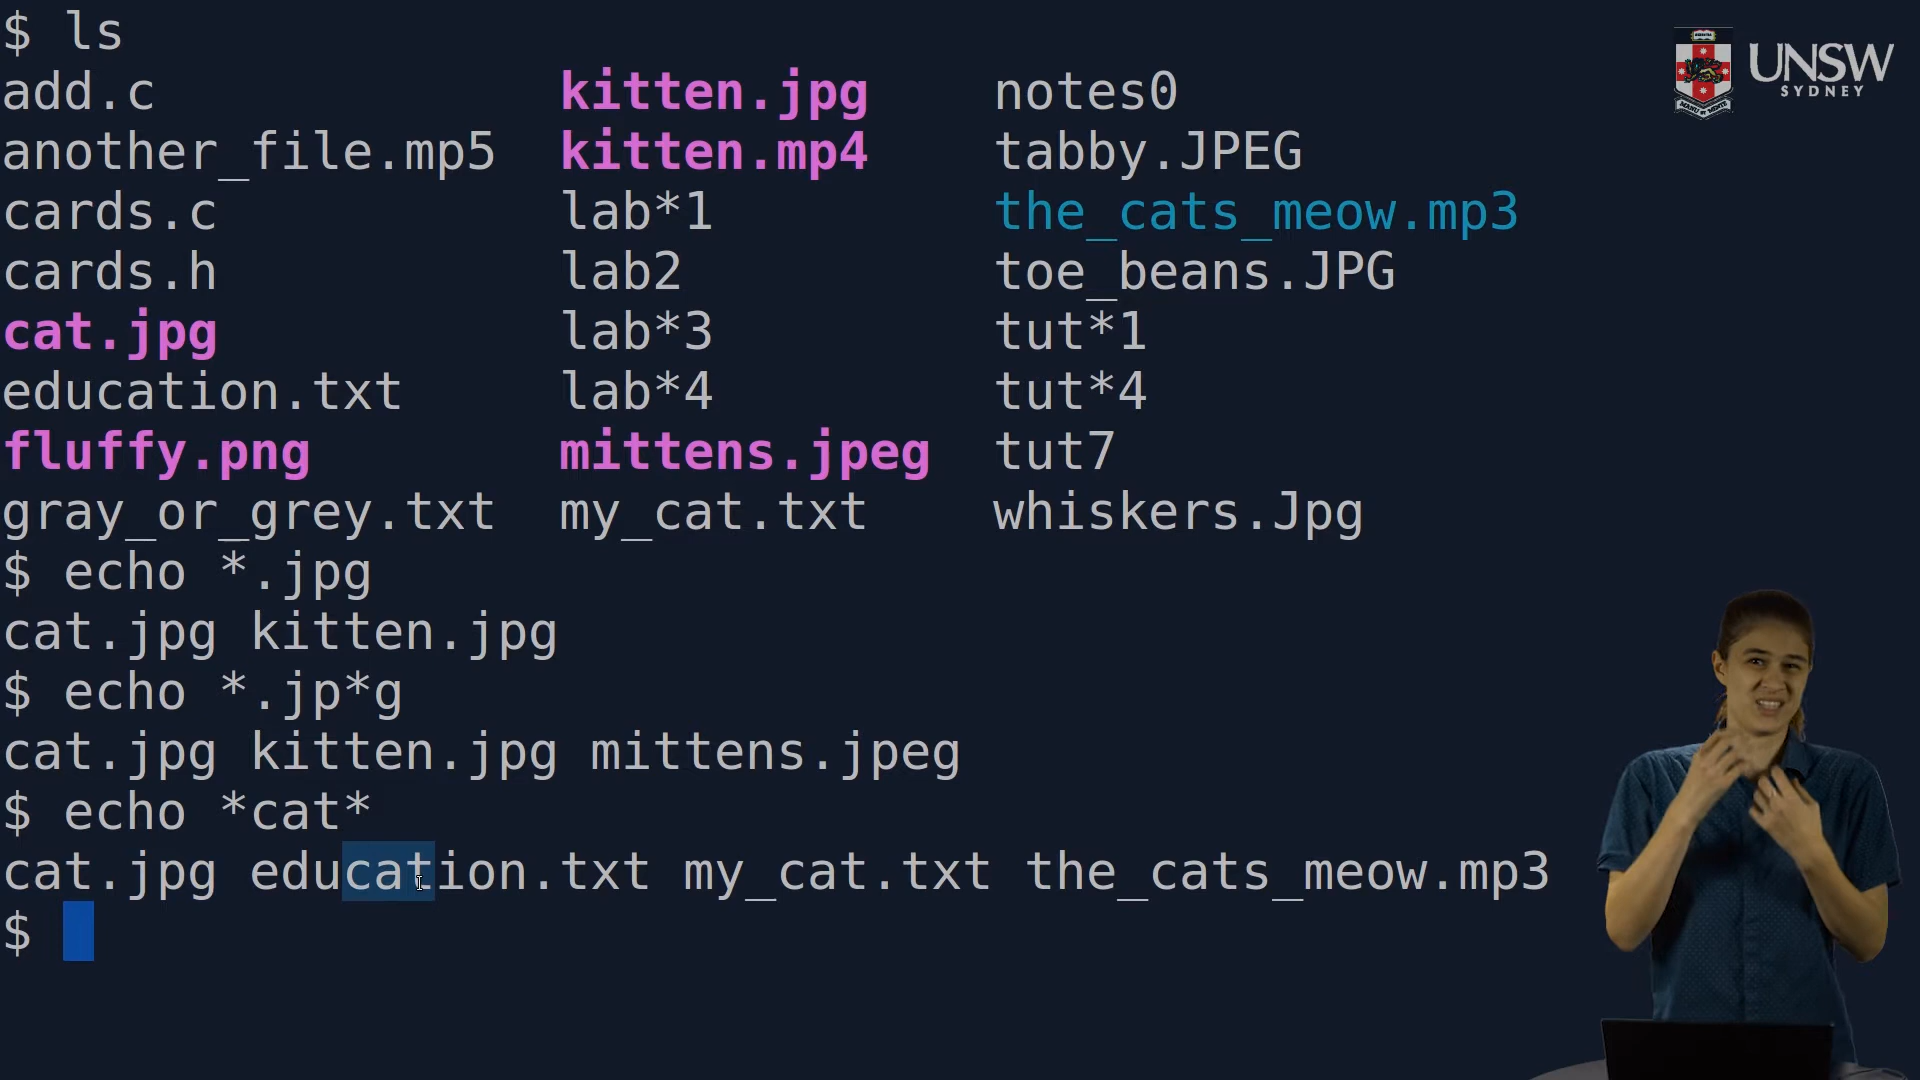 $ ls
add.c kitten.jpg notes0
another_file.mp5 kitten.mp4 tabby.JPEG
cards.c lab*1 the_cats_meow.mp3
cards.h lab2 toe_beans.JPG
cat.jpg lab*3 tut*1
education.txt lab*4 tut*4
fluffy.png mittens.jpeg tut7
gray_or_grey.txt my_cat.txt whiskers.Jpg
$ echo *.jpg
cat.jpg kitten.jpg
$ echo *.jp*g
cat.jpg kitten.jpg mittens.jpeg
$ echo *cat*
cat.jpg education.txt my_cat.txt the_cats_meow.mp3
$
UNSW
SYDNEY